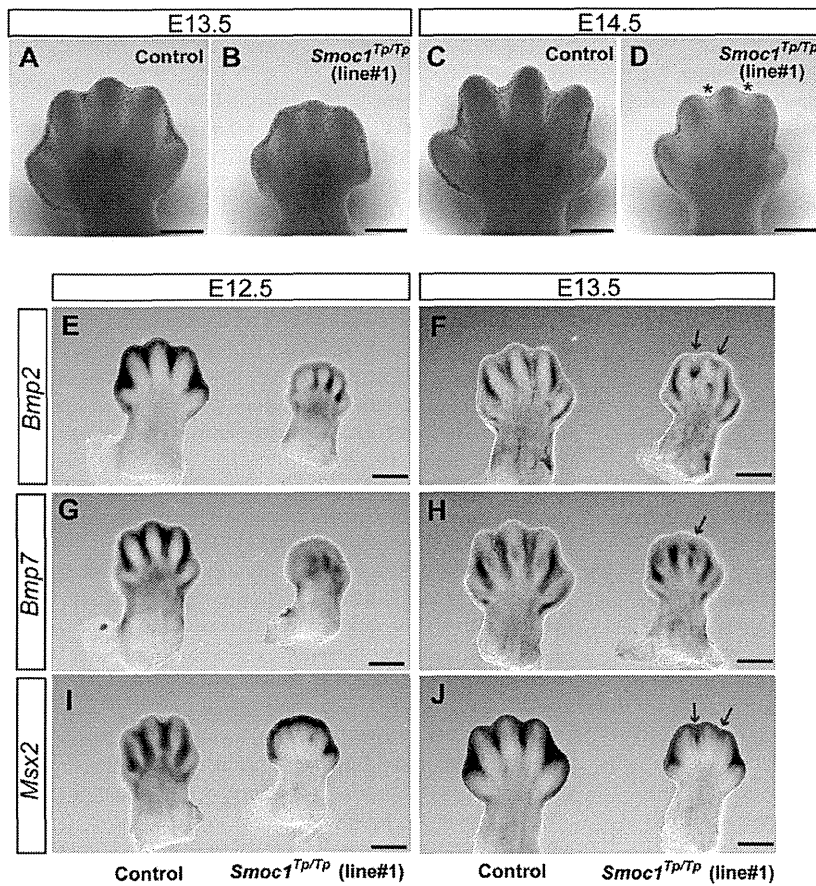 E13.5
E14.5
A
Control
B
Smoc1Tp/Tp
(line#1)
C
Control
D
Smoc1Tp/Tp
(line#1)
* *
E12.5
E13.5
Bmp2
E
F
Bmp7
G
H
Msx2
I
J
Control
Smoc1Tp/Tp (line#1)
Control
Smoc1Tp/Tp (line#1)